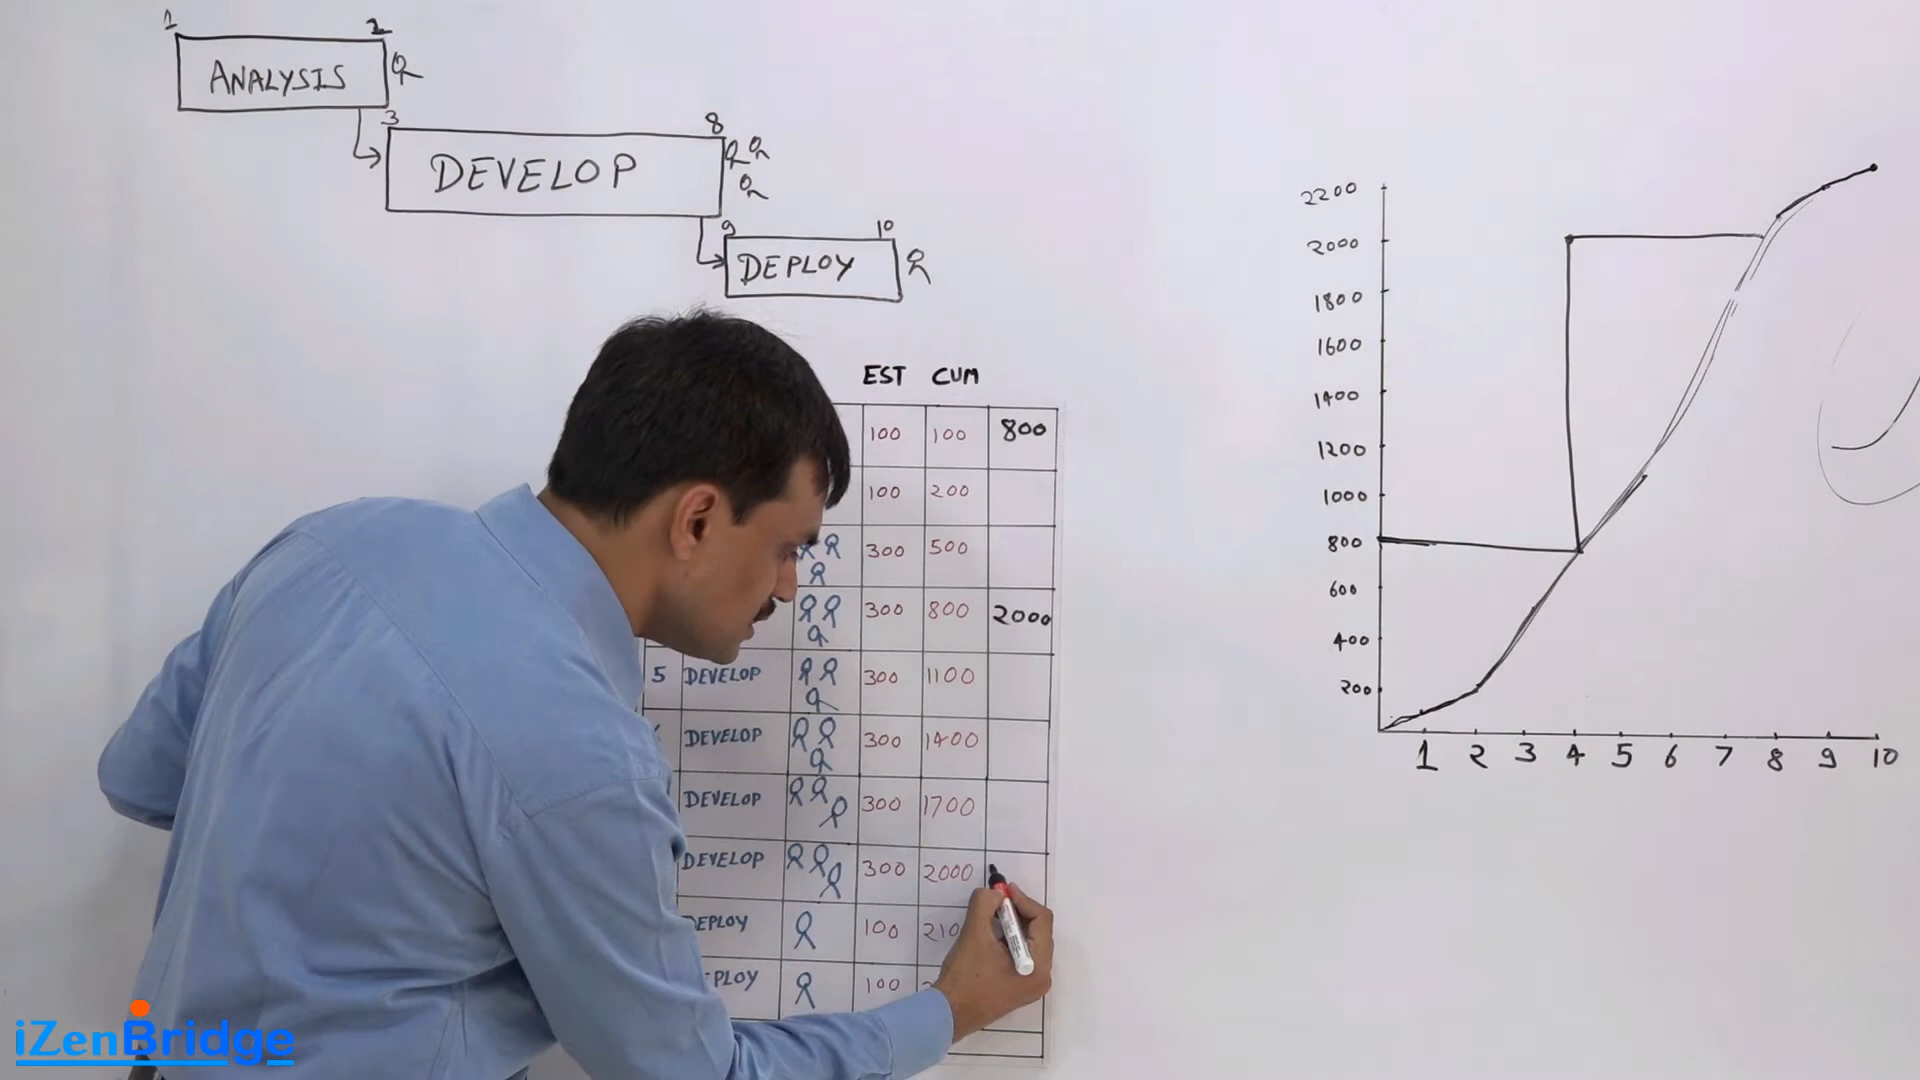 1 2
ANALYSIS
3 8
DEVELOP
9 10
DEPLOY
EST CUM
100 100 800
100 200
300 500
300 800 2000
5 DEVELOP 300 1100
DEVELOP 300 1400
DEVELOP 300 1700
DEVELOP 300 2000
DEPLOY 100
100
2200
2000
1800
1600
1400
1200
1000
800
600
400
200
1 2 3 4 5 6 7 8 9 10
iZenBridge